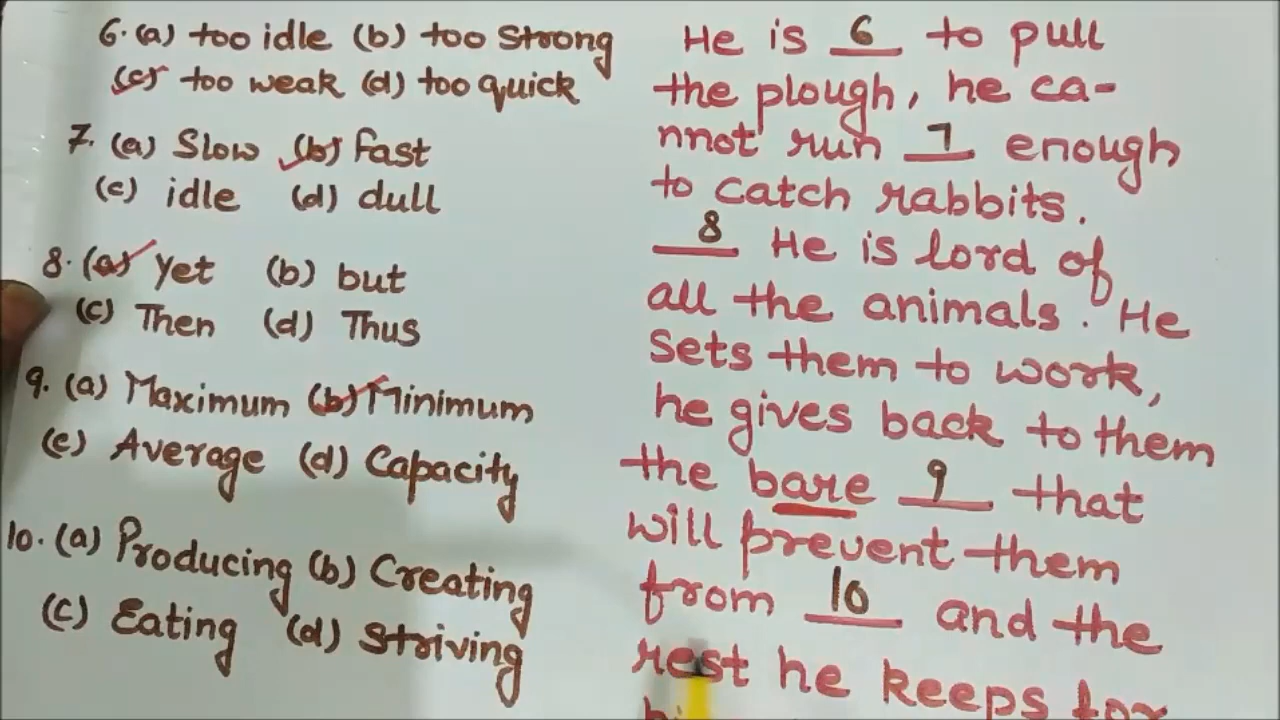 6. (a) too idle (b) too strong
(c) too weak (d) too quick
7. (a) Slow (b) fast
(c) idle (d) dull
8. (a) Yet (b) but
(c) Then (d) Thus
9. (a) Maximum (b) Minimum
(c) Average (d) Capacity
10. (a) Producing (b) Creating
(c) Eating (d) Striving
He is 6 to pull
the plough, he ca-
nnot run 7 enough
to catch rabbits.
8 He is lord of
all the animals. He
sets them to work,
he gives back to them
the bare 9 that
will prevent them
from 10 and the
rest he keeps for